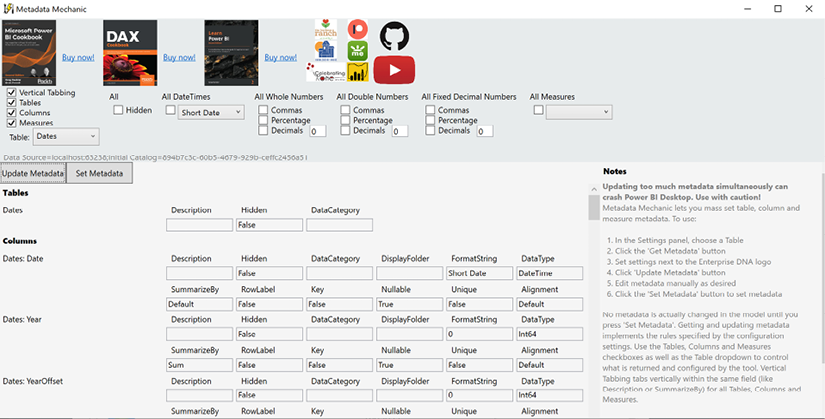 Metadata Mechanic
Microsoft Power BI Cookbook
Buy now!
DAX Cookbook
Buy now!
Learn Power BI
Buy now!
Vertical Tabbing
Tables
Columns
Measures
Table: Dates
All
Hidden
All DateTimes
Short Date
All Whole Numbers
Commas
Percentage
Decimals 0
All Double Numbers
Commas
Percentage
Decimals 0
All Fixed Decimal Numbers
Commas
Percentage
Decimals 0
All Measures
Data Source=localhost:63238;Initial Catalog=894b7c3c-60b5-4679-929b-ceffc2456a51
Update Metadata Set Metadata
Tables
Dates Description Hidden DataCategory
False
Columns
Dates: Date Description Hidden DataCategory DisplayFolder FormatString DataType
False Short Date DateTime
SummarizeBy RowLabel Key Nullable Unique Alignment
Default False False True False Default
Dates: Year Description Hidden DataCategory DisplayFolder FormatString DataType
False 0 Int64
SummarizeBy RowLabel Key Nullable Unique Alignment
Sum False False True False Default
Dates: YearOffset Description Hidden DataCategory DisplayFolder FormatString DataType
False 0 Int64
SummarizeBy RowLabel Key Nullable Unique Alignment
Notes
Updating too much metadata simultaneously can
crash Power BI Desktop. Use with caution!
Metadata Mechanic lets you mass set table, column and
measure metadata. To use:
1. In the Settings panel, choose a Table
2. Click the 'Get Metadata' button
3. Set settings next to the Enterprise DNA logo
4. Click 'Update Metadata' button
5. Edit metadata manually as desired
6. Click the 'Set Metadata' button to set metadata
No metadata is actually changed in the model until you
press 'Set Metadata'. Getting and updating metadata
implements the rules specified by the configuration
settings. Use the Tables, Columns and Measures
checkboxes as well as the Table dropdown to control
what is returned and configured by the tool. Vertical
Tabbing tabs vertically within the same field (like
Description or SummarizeBy) for all Tables, Columns and
Measures.